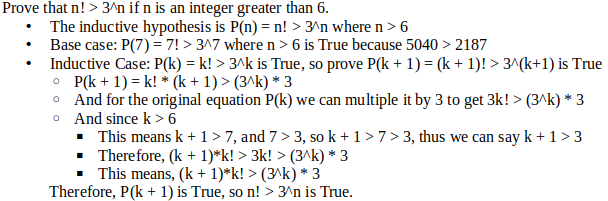 Prove that n! > 3^n if n is an integer greater than 6.
• The inductive hypothesis is P(n) = n! > 3^n where n > 6
• Base case: P(7) = 7! > 3^7 where n > 6 is True because 5040 > 2187
• Inductive Case: P(k) = k! > 3^k is True, so prove P(k + 1) = (k + 1)! > 3^(k+1) is True
◦ P(k + 1) = k! * (k + 1) > (3^k) * 3
◦ And for the original equation P(k) we can multiple it by 3 to get 3k! > (3^k) * 3
◦ And since k > 6
▪ This means k + 1 > 7, and 7 > 3, so k + 1 > 7 > 3, thus we can say k + 1 > 3
▪ Therefore, (k + 1)*k! > 3k! > (3^k) * 3
▪ This means, (k + 1)*k! > (3^k) * 3
Therefore, P(k + 1) is True, so n! > 3^n is True.